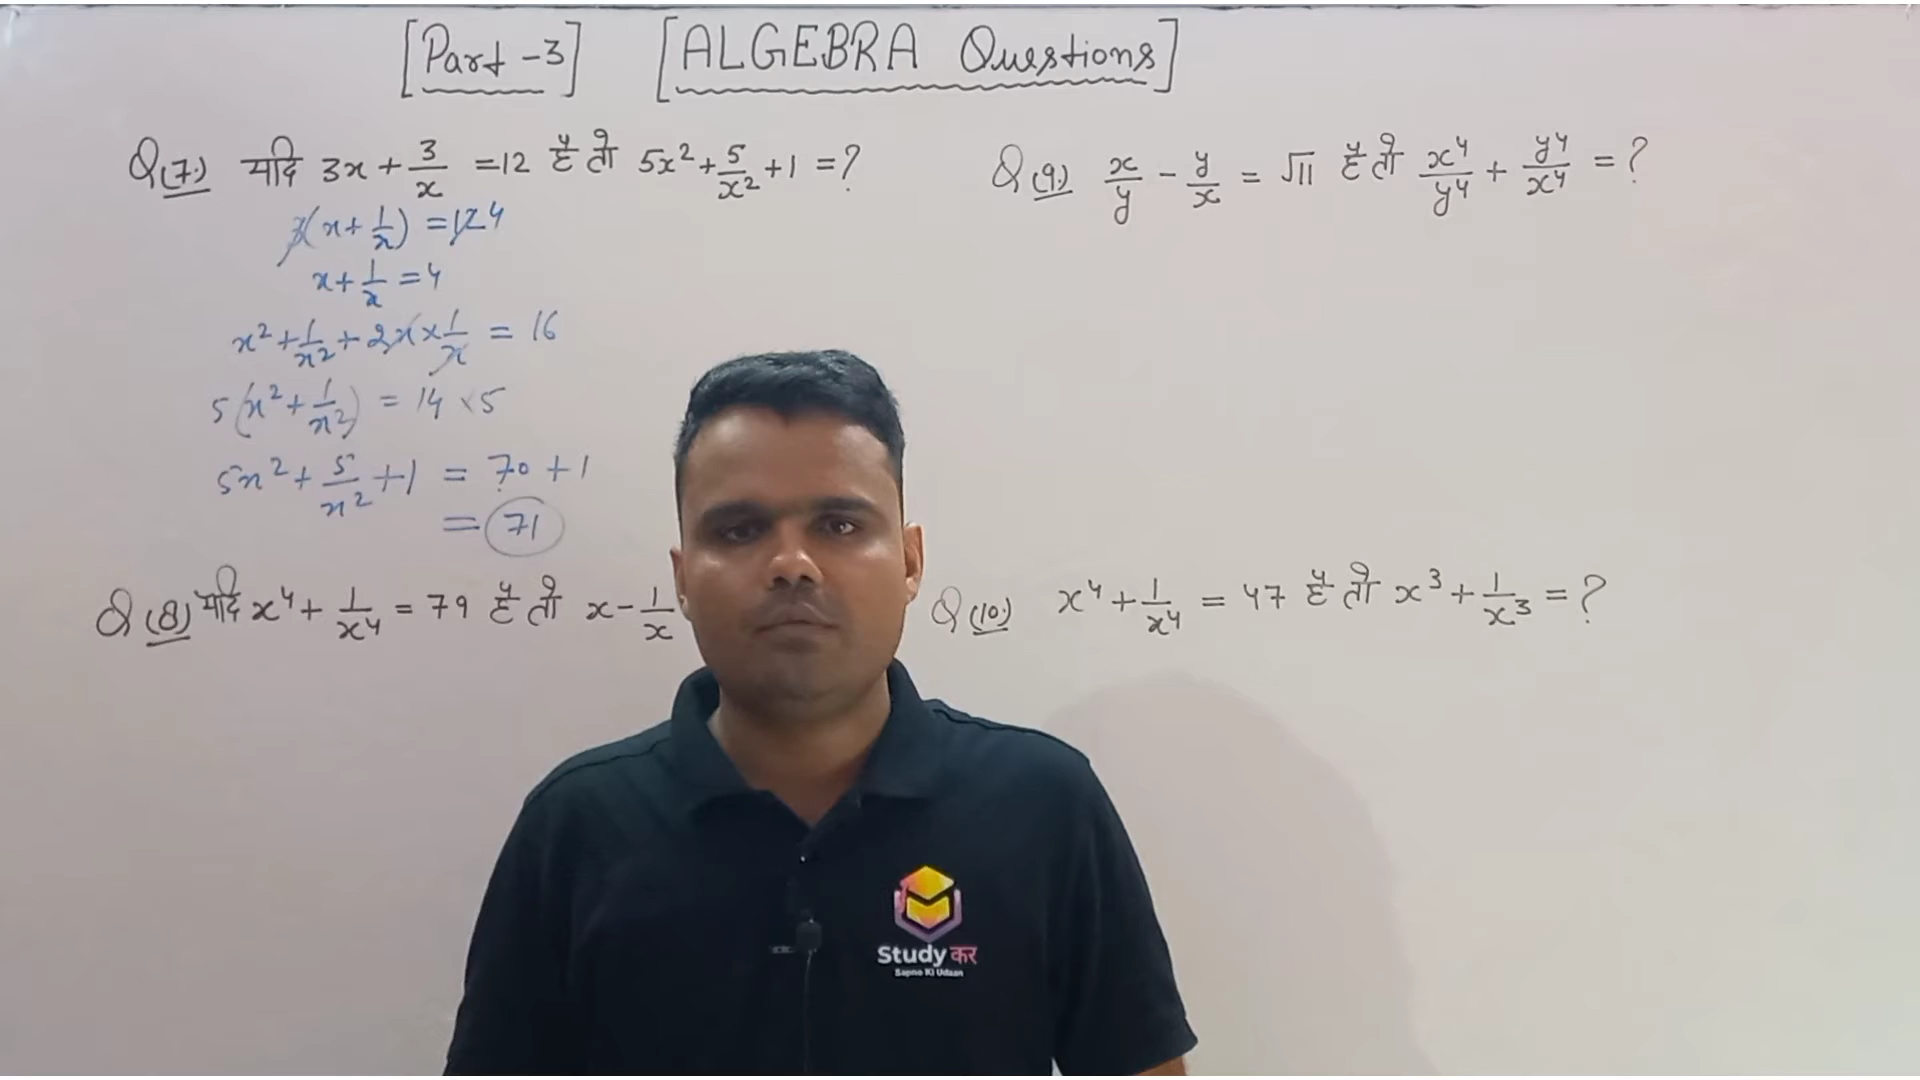 [Part-3] [ALGEBRA Questions]
Q(7.) यदि 3x + 3/x = 12 है तो 5x² + 5/x² + 1 = ?
3(x + 1/x) = 12 4
x + 1/x = 4
x² + 1/x² + 2x × 1/x = 16
5(x² + 1/x²) = 14 × 5
5x² + 5/x² + 1 = 70 + 1
= 71
Q(8) यदि x⁴ + 1/x⁴ = 79 है तो x - 1/x
Q(9.) x/y - y/x = √11 है तो x⁴/y⁴ + y⁴/x⁴ = ?
Q(10.) x⁴ + 1/x⁴ = 47 है तो x³ + 1/x³ = ?
Study कर
Sapno Ki Udaan